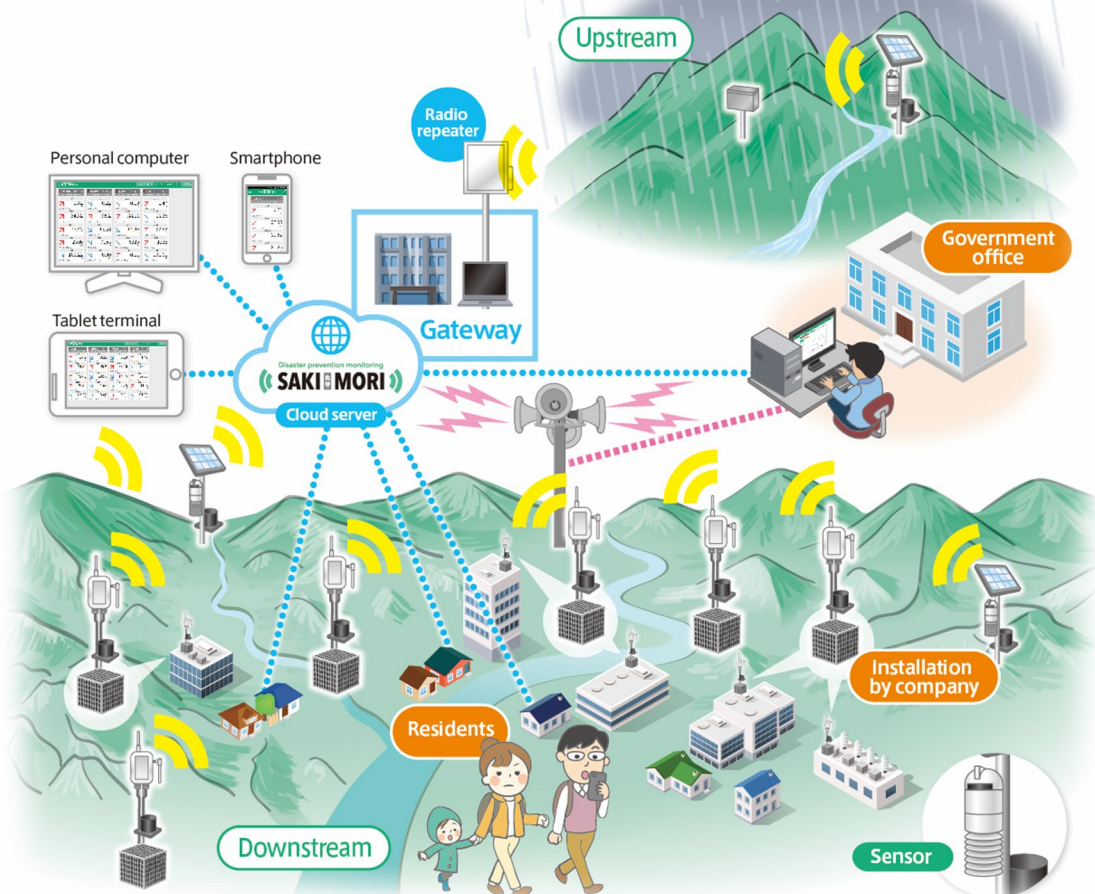 Upstream
Radio
repeater
Personal computer
Smartphone
Government
office
Gateway
Tablet terminal
Disaster prevention monitoring
SAKI MORI
Cloud server
Installation
by company
Residents
Downstream
Sensor